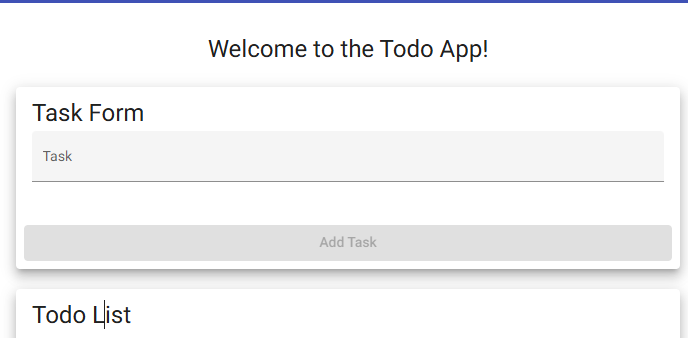 Welcome to the Todo App!
Task Form
Task
Add Task
Todo List